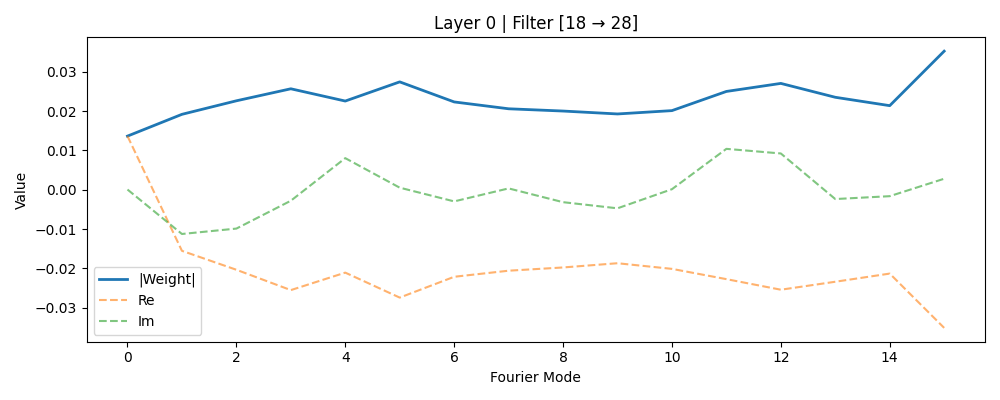 Layer 0 | Filter [18 → 28]
Value
0.03
0.02
0.01
0.00
−0.01
−0.02
−0.03
|Weight|
Re
Im
0 2 4 6 8 10 12 14
Fourier Mode